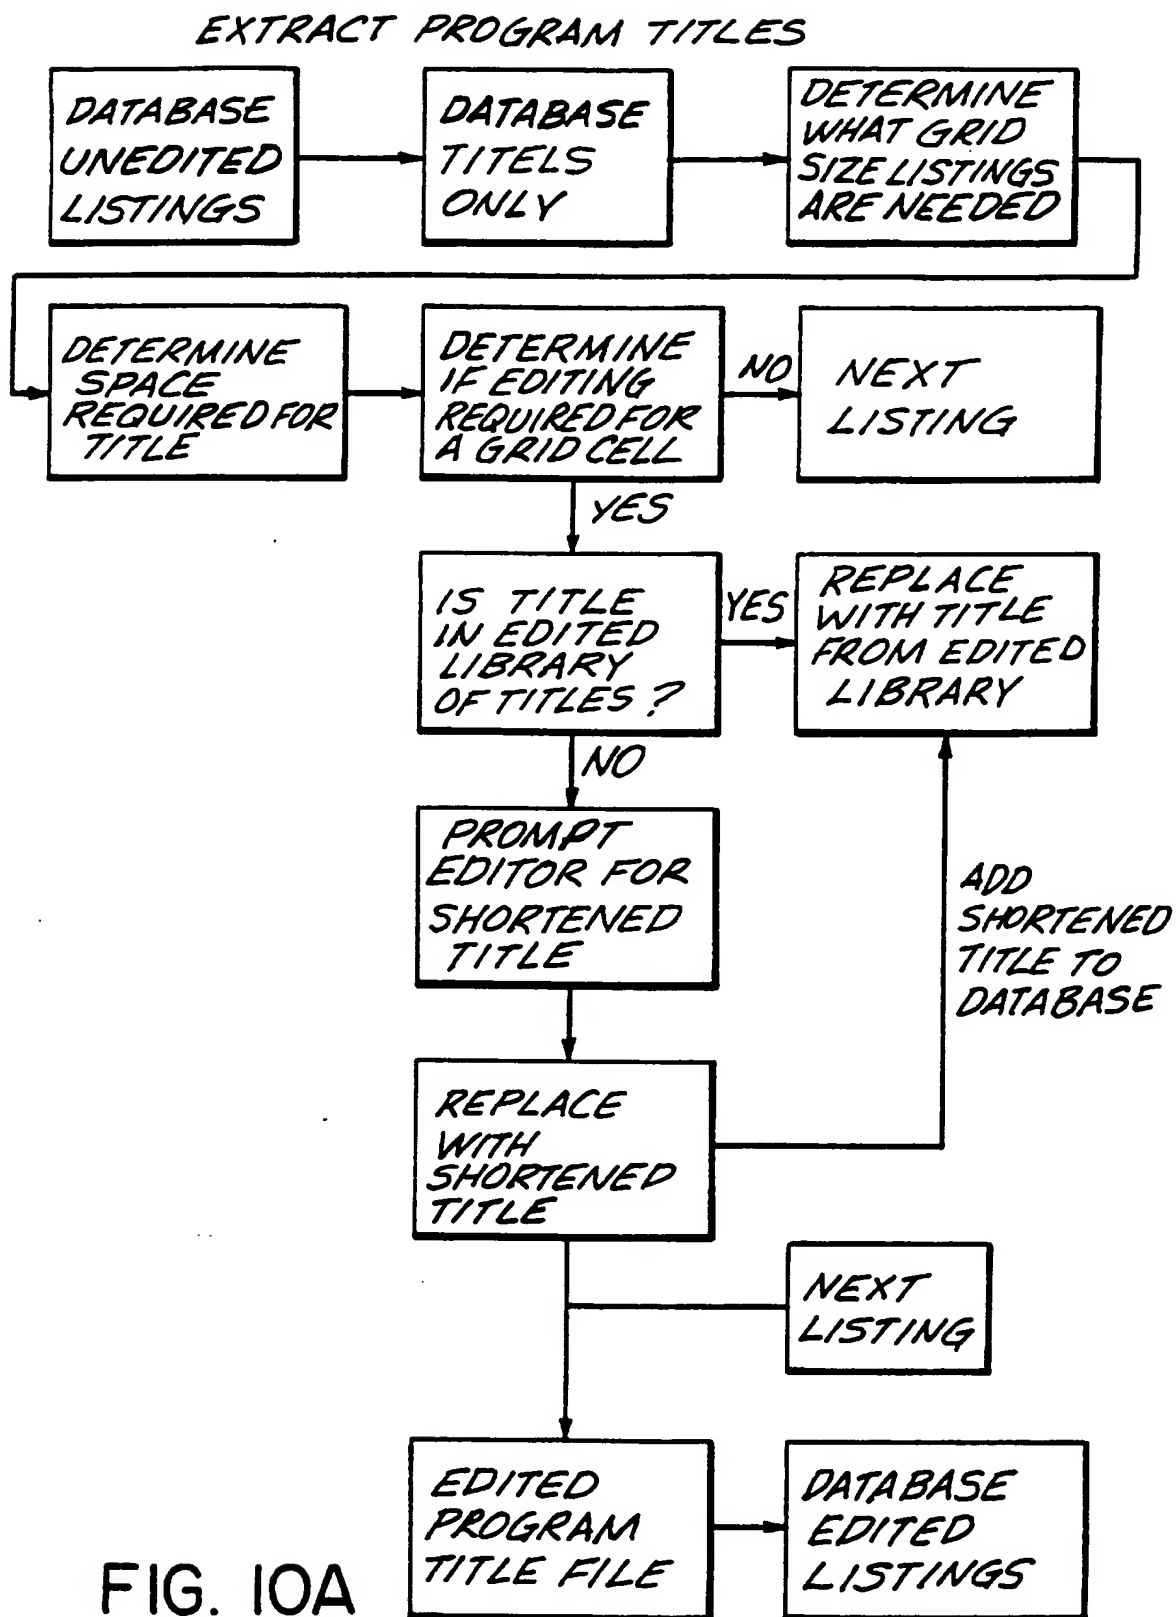 EXTRACT PROGRAM TITLES
DATABASE
UNEDITED
LISTINGS
DATABASE
TITELS
ONLY
DETERMINE
WHAT GRID
SIZE LISTINGS
ARE NEEDED
DETERMINE
SPACE
REQUIRED FOR
TITLE
DETERMINE
IF EDITING
REQUIRED FOR
A GRID CELL
NO
NEXT
LISTING
YES
IS TITLE
IN EDITED
LIBRARY
OF TITLES?
YES
REPLACE
WITH TITLE
FROM EDITED
LIBRARY
NO
PROMPT
EDITOR FOR
SHORTENED
TITLE
ADD
SHORTENED
TITLE TO
DATABASE
REPLACE
WITH
SHORTENED
TITLE
NEXT
LISTING
EDITED
PROGRAM
TITLE FILE
DATABASE
EDITED
LISTINGS
FIG. 10A